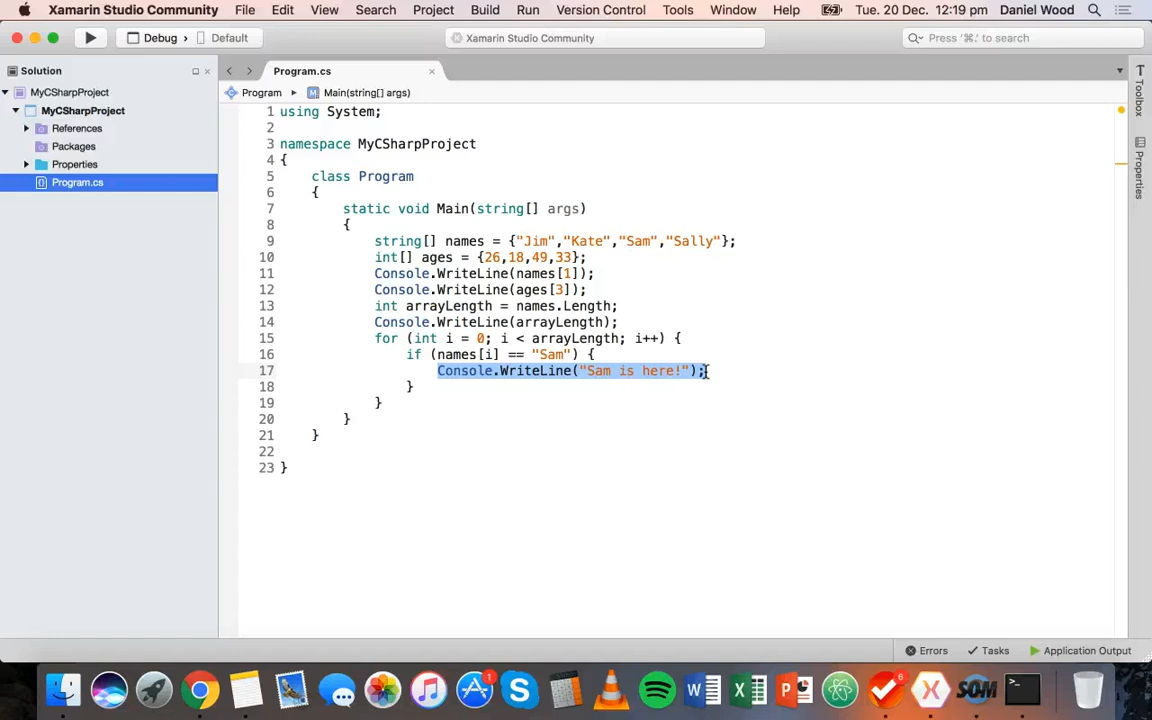 Xamarin Studio Community File Edit View Search Project Build Run Version Control Tools Window Help Tue. 20 Dec. 12:19 pm Daniel Wood
Debug › Default Xamarin Studio Community Press '⌘.' to search
Solution
Program.cs
MyCSharpProject
Program Main(string[] args)
MyCSharpProject
References
Packages
Properties
Program.cs
Toolbox
Properties
1 using System;
2
3 namespace MyCSharpProject
4 {
5 class Program
6 {
7 static void Main(string[] args)
8 {
9 string[] names = {"Jim","Kate","Sam","Sally"};
10 int[] ages = {26,18,49,33};
11 Console.WriteLine(names[1]);
12 Console.WriteLine(ages[3]);
13 int arrayLength = names.Length;
14 Console.WriteLine(arrayLength);
15 for (int i = 0; i < arrayLength; i++) {
16 if (names[i] == "Sam") {
17 Console.WriteLine("Sam is here!");
18 }
19 }
20 }
21 }
22
23 }
Errors Tasks Application Output
1
6
SOM